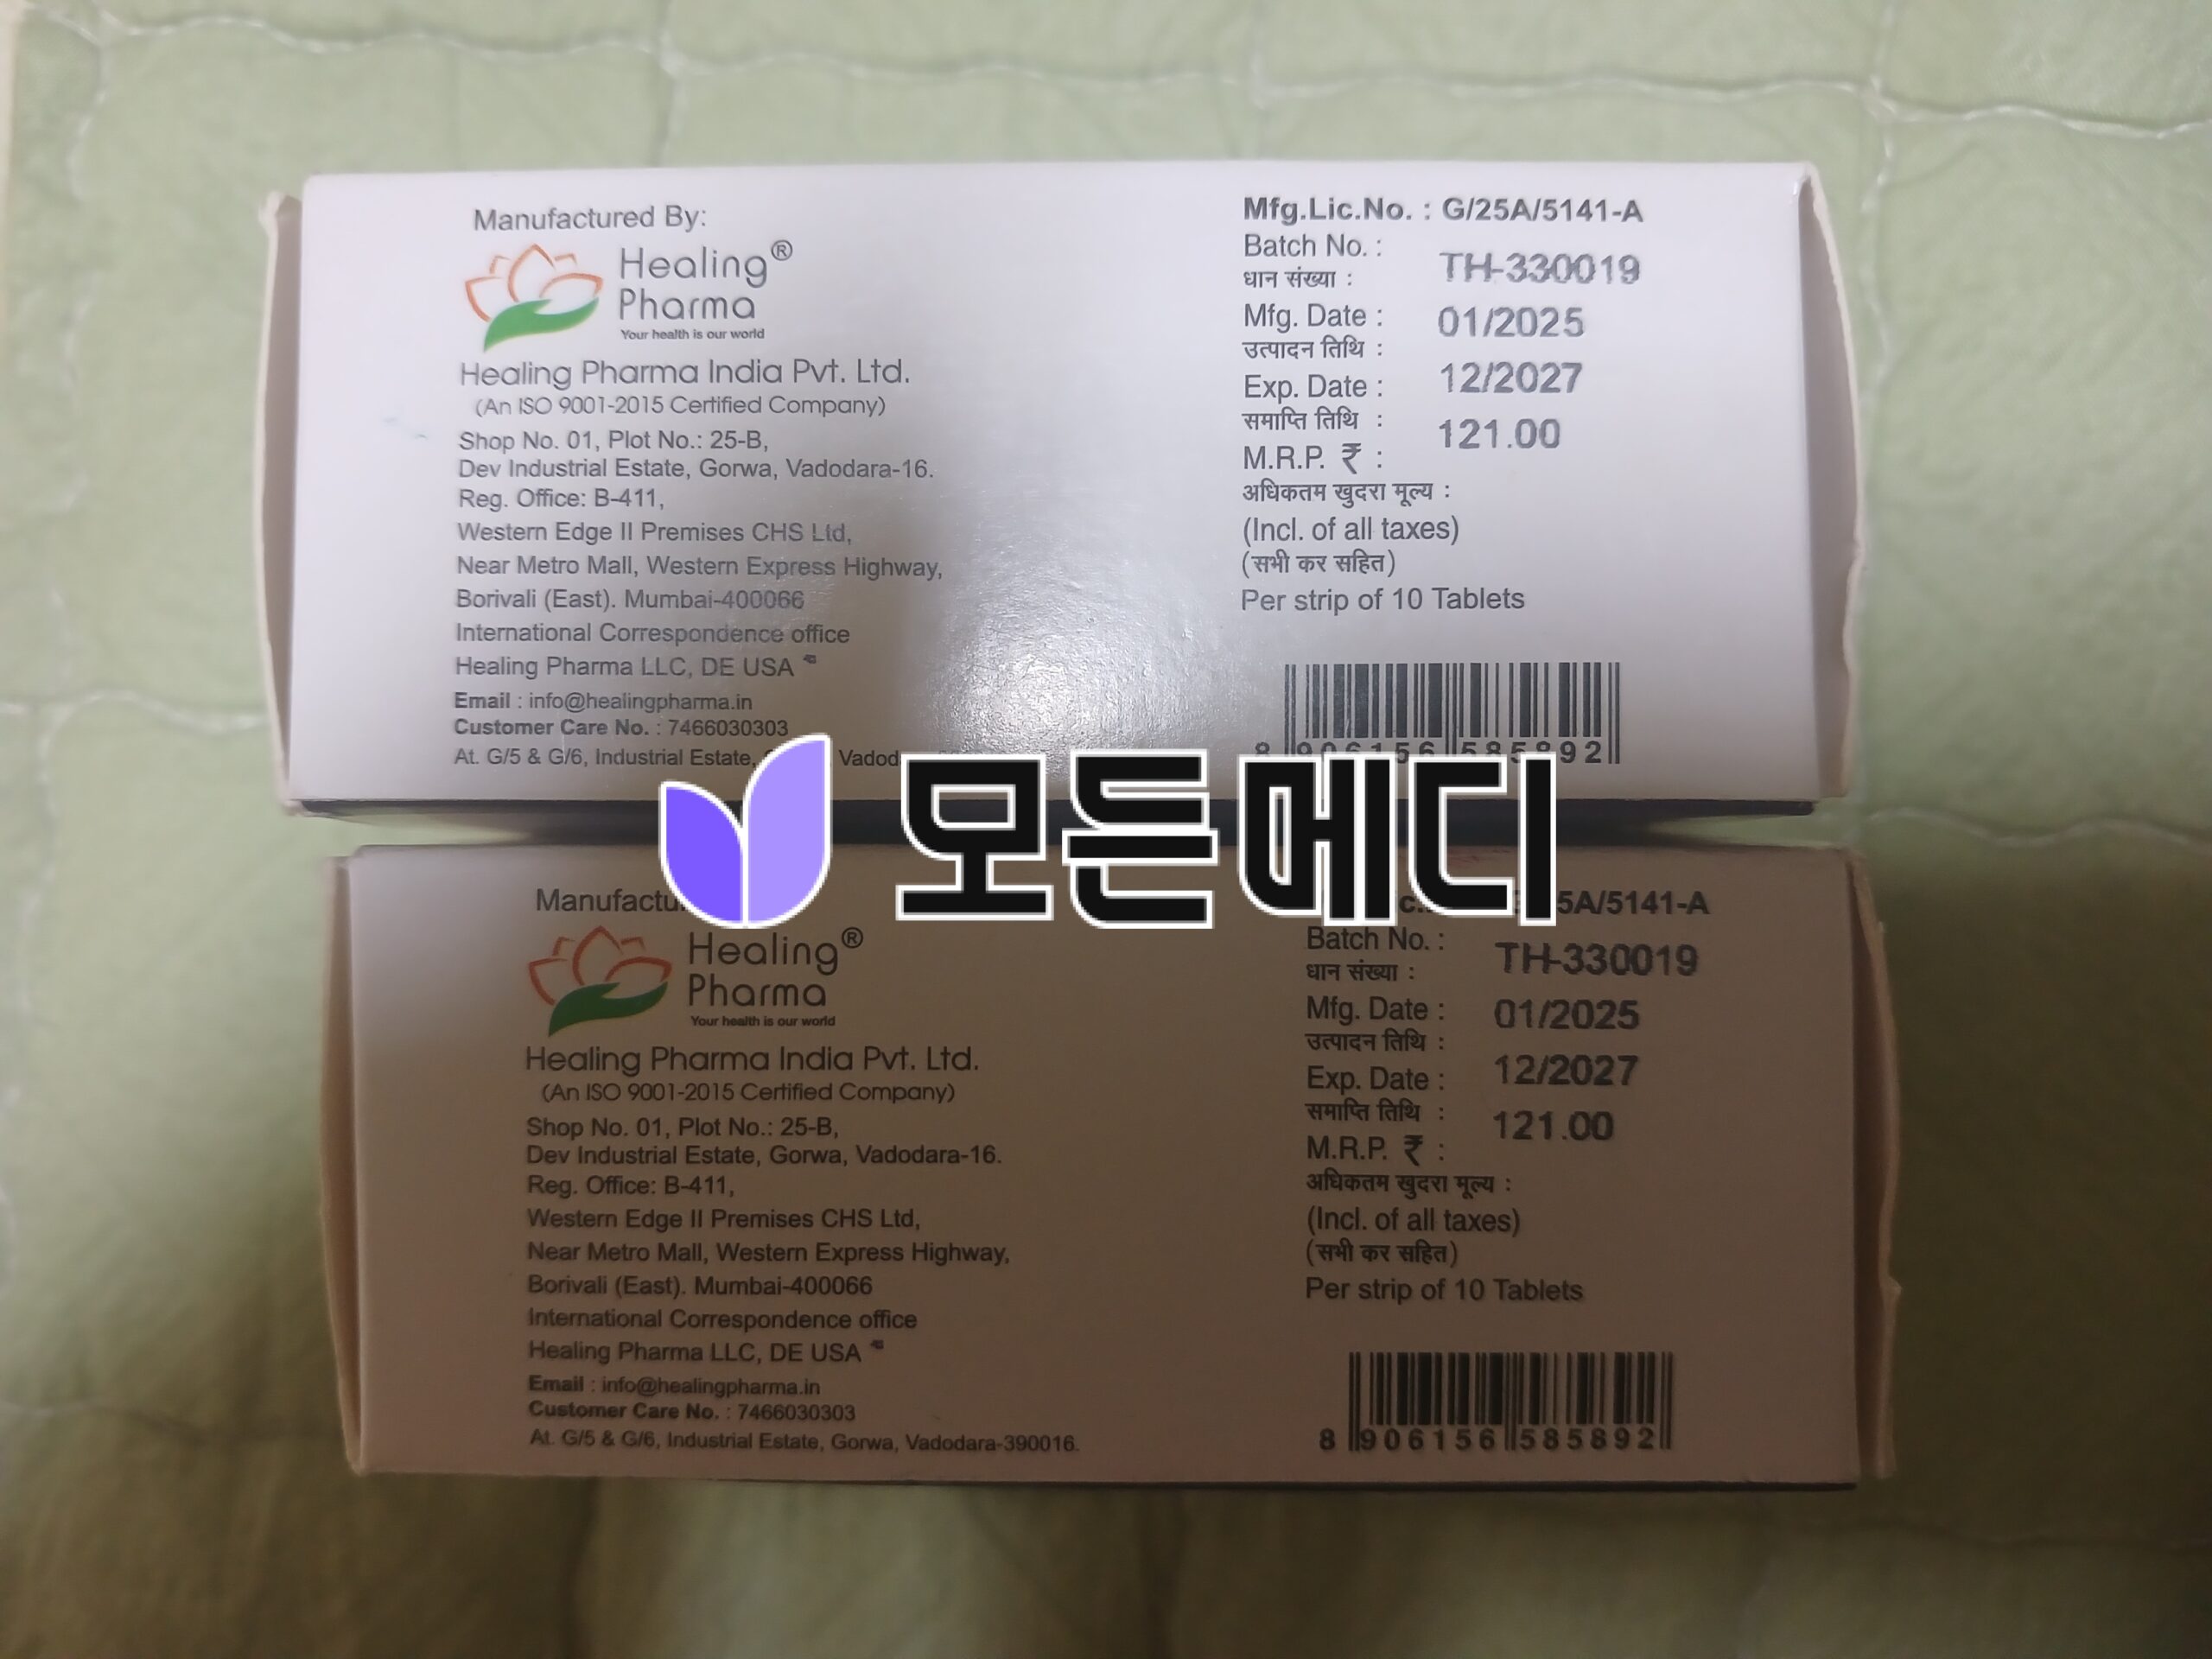 Manufactured By:
Healing®
Pharma
Your health is our world
Healing Pharma India Pvt. Ltd.
(An ISO 9001-2015 Certified Company)
Shop No. 01, Plot No.: 25-B,
Dev Industrial Estate, Gorwa, Vadodara-16.
Reg. Office: B-411,
Western Edge II Premises CHS Ltd,
Near Metro Mall, Western Express Highway,
Borivali (East). Mumbai-400066
International Correspondence office
Healing Pharma LLC, DE USA
Email : info@healingpharma.in
Customer Care No. : 7466030303
At. G/5 & G/6, Industrial Estate,
Mfg.Lic.No. : G/25A/5141-A
Batch No. : TH-330019
धान संख्या :
Mfg. Date : 01/2025
उत्पादन तिथि :
Exp. Date : 12/2027
समाप्ति तिथि :
M.R.P. ₹ : 121.00
अधिकतम खुदरा मूल्य :
(Incl. of all taxes)
(सभी कर सहित)
Per strip of 10 Tablets
8 906156 585892
모든메디
Healing®
Pharma
Your health is our world
Healing Pharma India Pvt. Ltd.
(An ISO 9001-2015 Certified Company)
Shop No. 01, Plot No.: 25-B,
Dev Industrial Estate, Gorwa, Vadodara-16.
Reg. Office: B-411,
Western Edge II Premises CHS Ltd,
Near Metro Mall, Western Express Highway,
Borivali (East). Mumbai-400066
International Correspondence office
Healing Pharma LLC, DE USA
Email : info@healingpharma.in
Customer Care No. : 7466030303
At. G/5 & G/6, Industrial Estate, Gorwa, Vadodara-390016.
5A/5141-A
Batch No. : TH-330019
धान संख्या :
Mfg. Date : 01/2025
उत्पादन तिथि :
Exp. Date : 12/2027
समाप्ति तिथि :
M.R.P. ₹ : 121.00
अधिकतम खुदरा मूल्य :
(Incl. of all taxes)
(सभी कर सहित)
Per strip of 10 Tablets
8 906156 585892